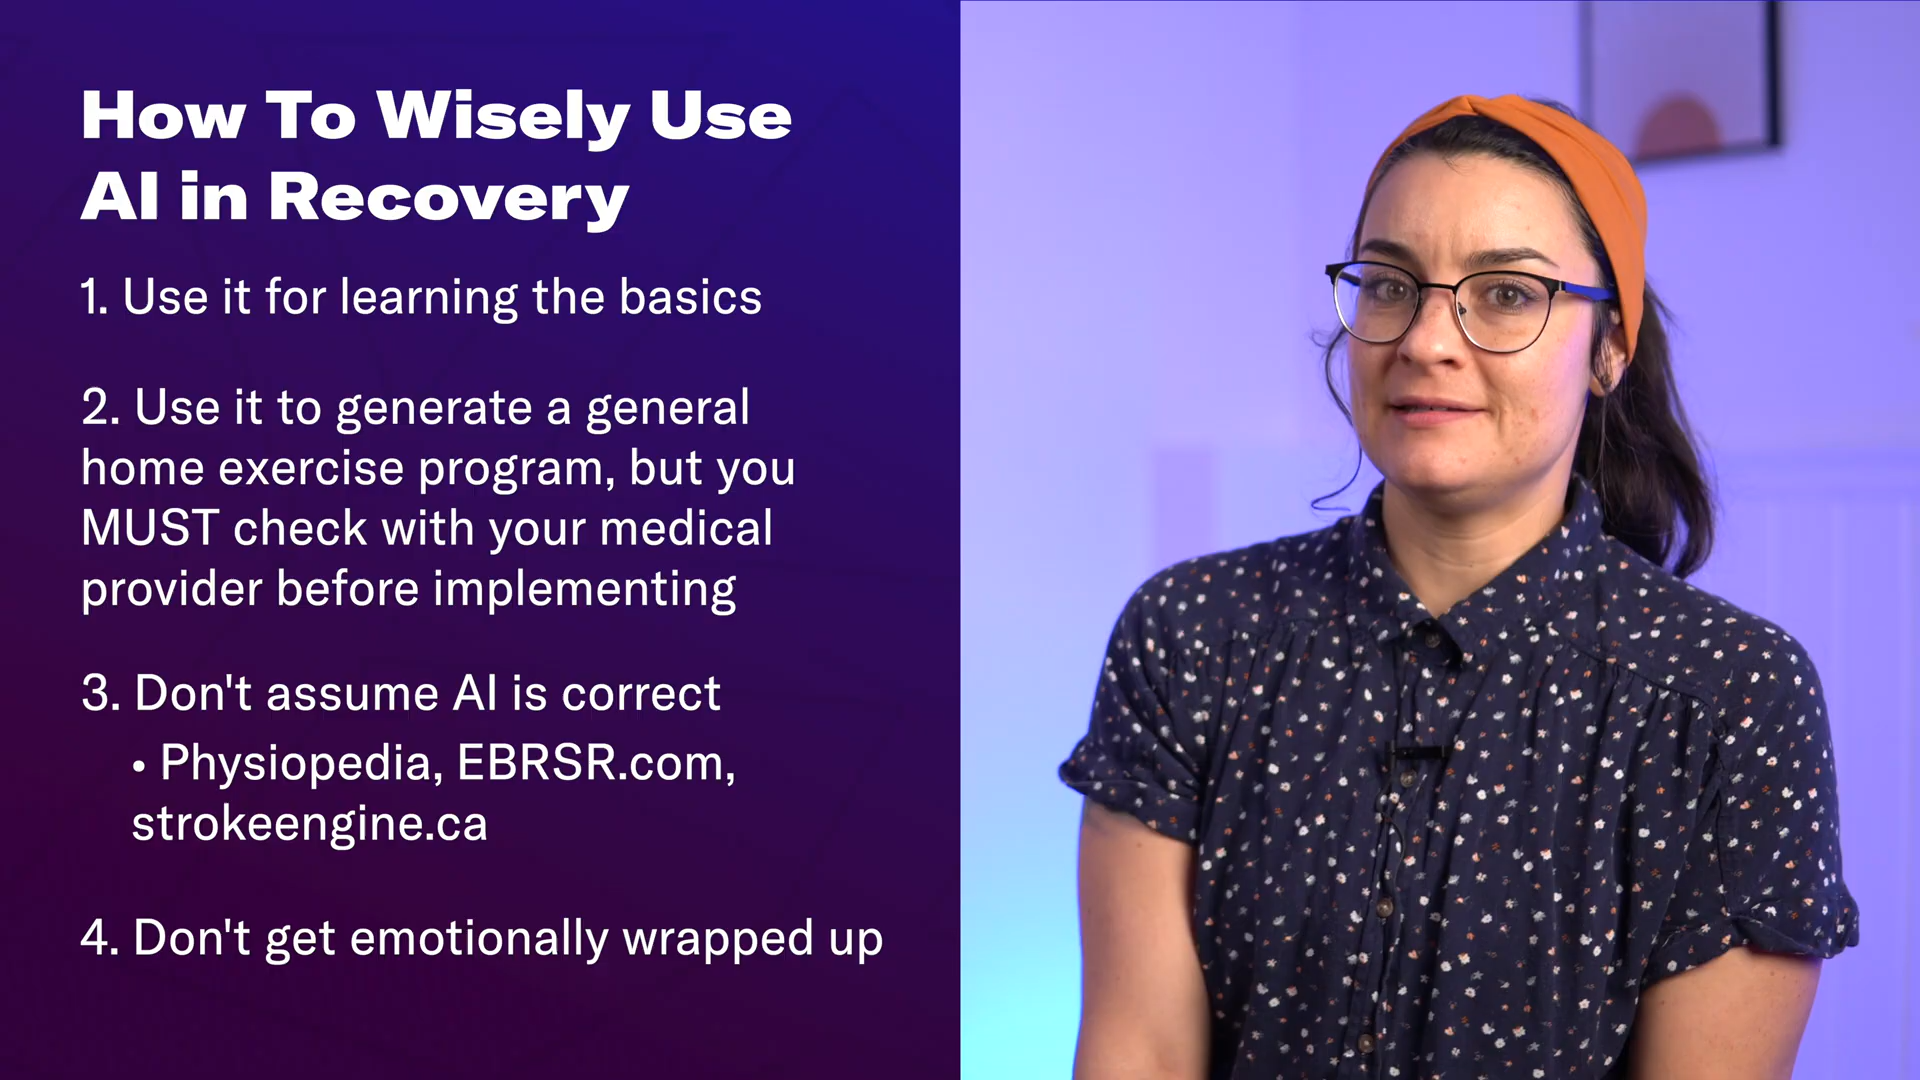 How To Wisely Use
AI in Recovery
1. Use it for learning the basics
2. Use it to generate a general
home exercise program, but you
MUST check with your medical
provider before implementing
3. Don't assume AI is correct
• Physiopedia, EBRSR.com,
strokeengine.ca
4. Don't get emotionally wrapped up